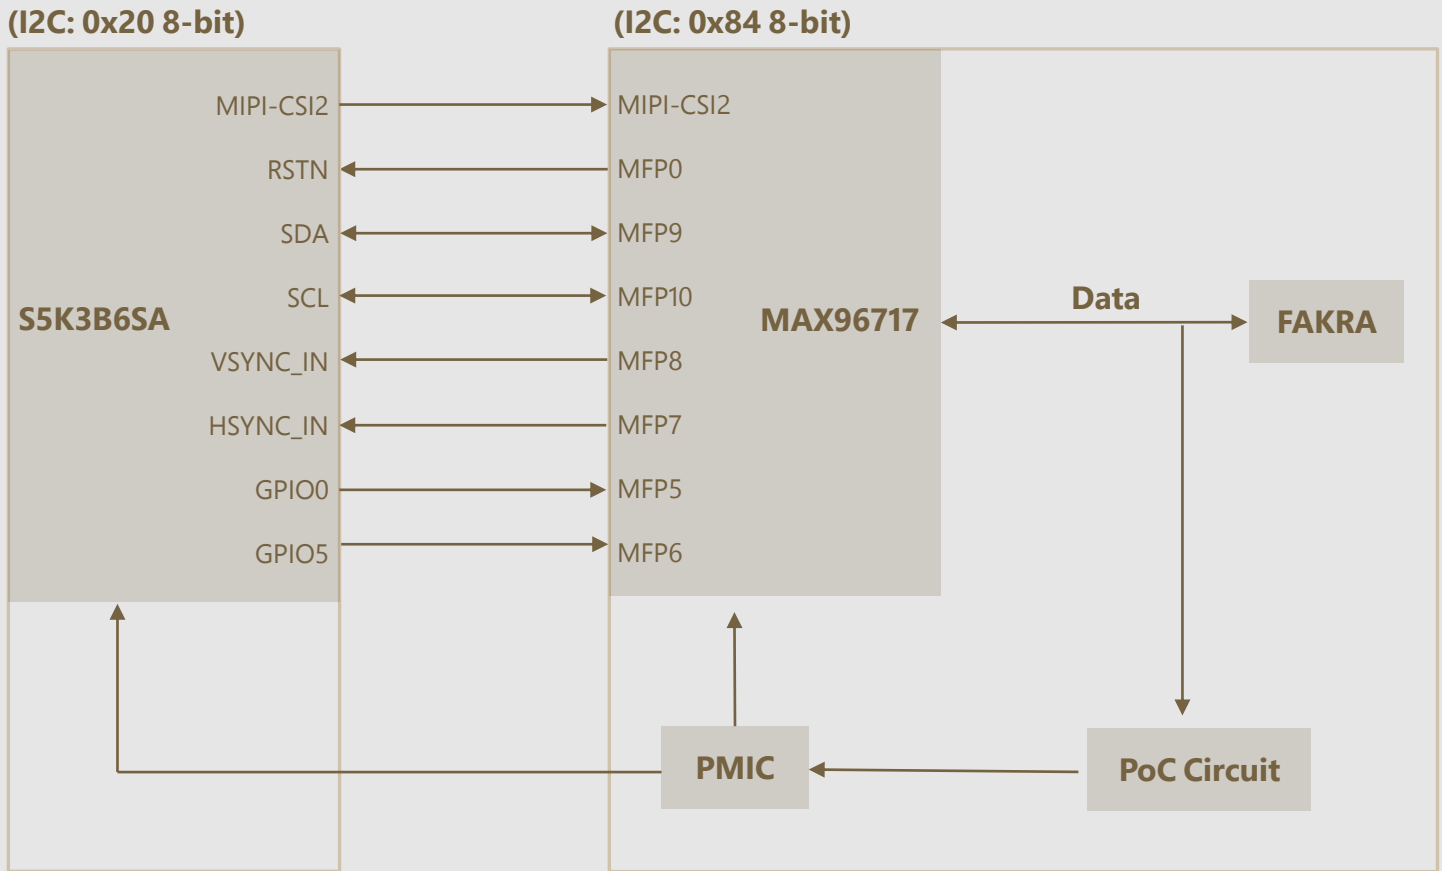 (I2C: 0x20 8-bit)
(I2C: 0x84 8-bit)
MIPI-CSI2
MIPI-CSI2
RSTN
MFP0
SDA
MFP9
SCL
MFP10
S5K3B6SA
MAX96717
Data
FAKRA
VSYNC_IN
MFP8
HSYNC_IN
MFP7
GPIO0
MFP5
GPIO5
MFP6
PMIC
PoC Circuit